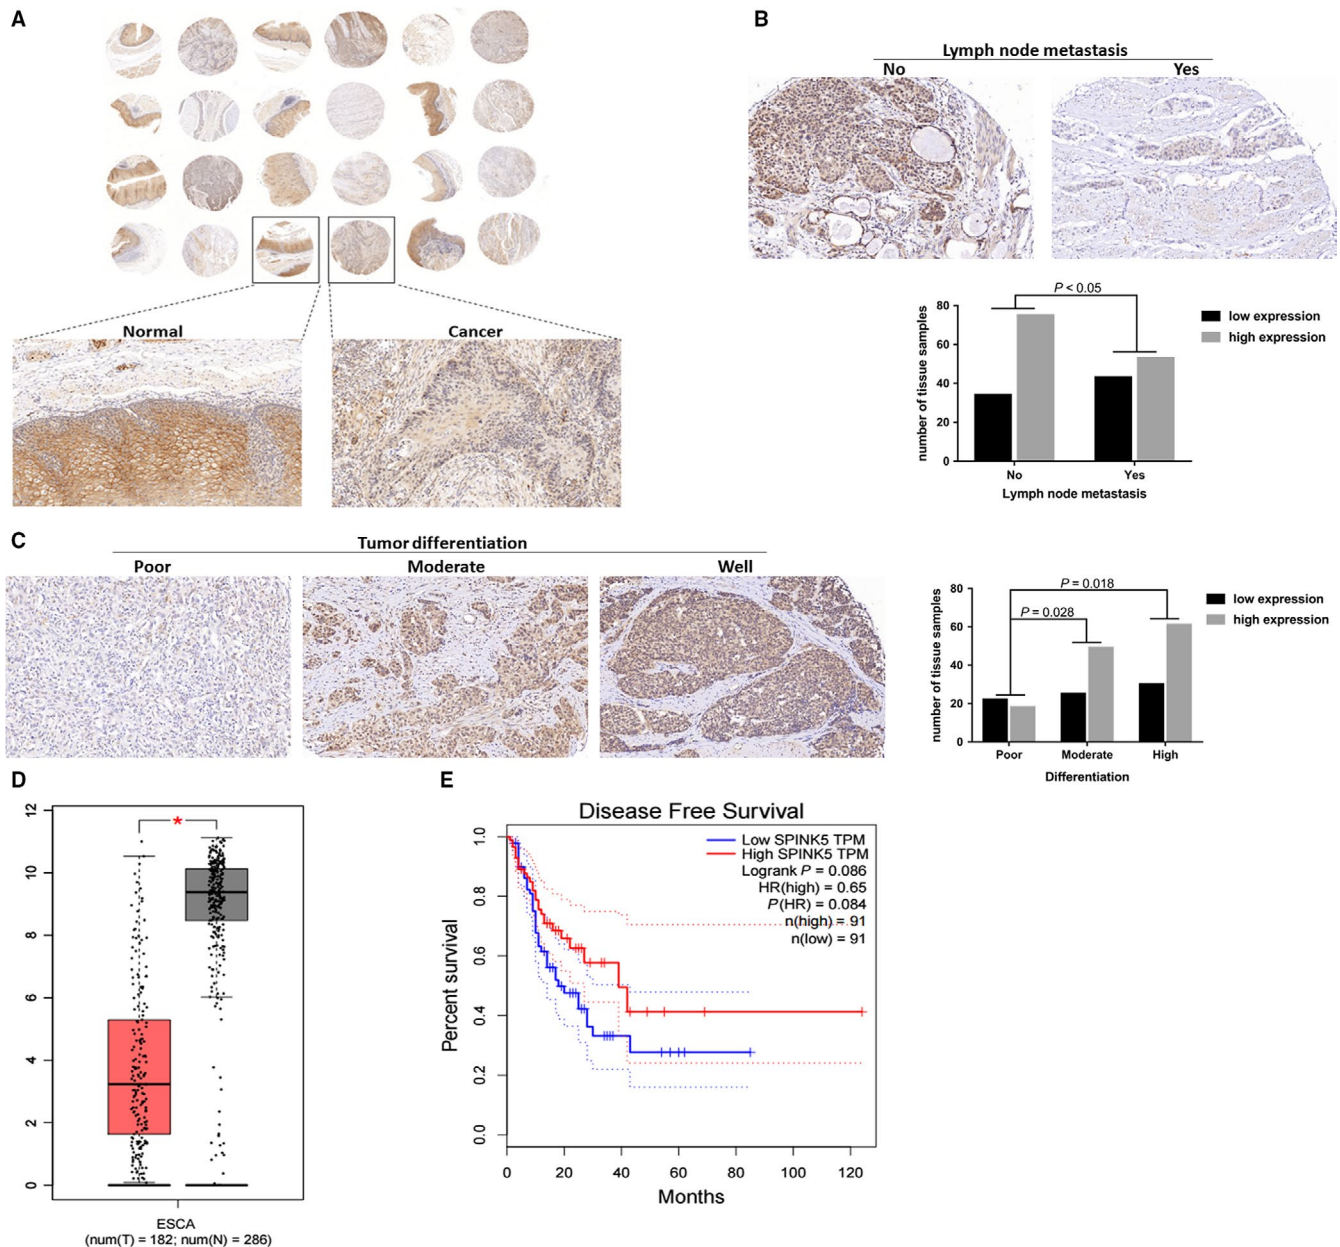 A
Normal
Cancer
B
Lymph node metastasis
No
Yes
P < 0.05
low expression
high expression
number of tissue samples
80
60
40
20
0
No
Yes
Lymph node metastasis
C
Tumor differentiation
Poor
Moderate
Well
P = 0.018
P = 0.028
low expression
high expression
number of tissue samples
80
60
40
20
0
Poor
Moderate
High
Differentiation
D
12
10
8
6
4
2
0
*
ESCA
(num(T) = 182; num(N) = 286)
E
Disease Free Survival
Low SPINK5 TPM
High SPINK5 TPM
Logrank P = 0.086
HR(high) = 0.65
P(HR) = 0.084
n(high) = 91
n(low) = 91
Percent survival
1.0
0.8
0.6
0.4
0.2
0.0
0
20
40
60
80
100
120
Months